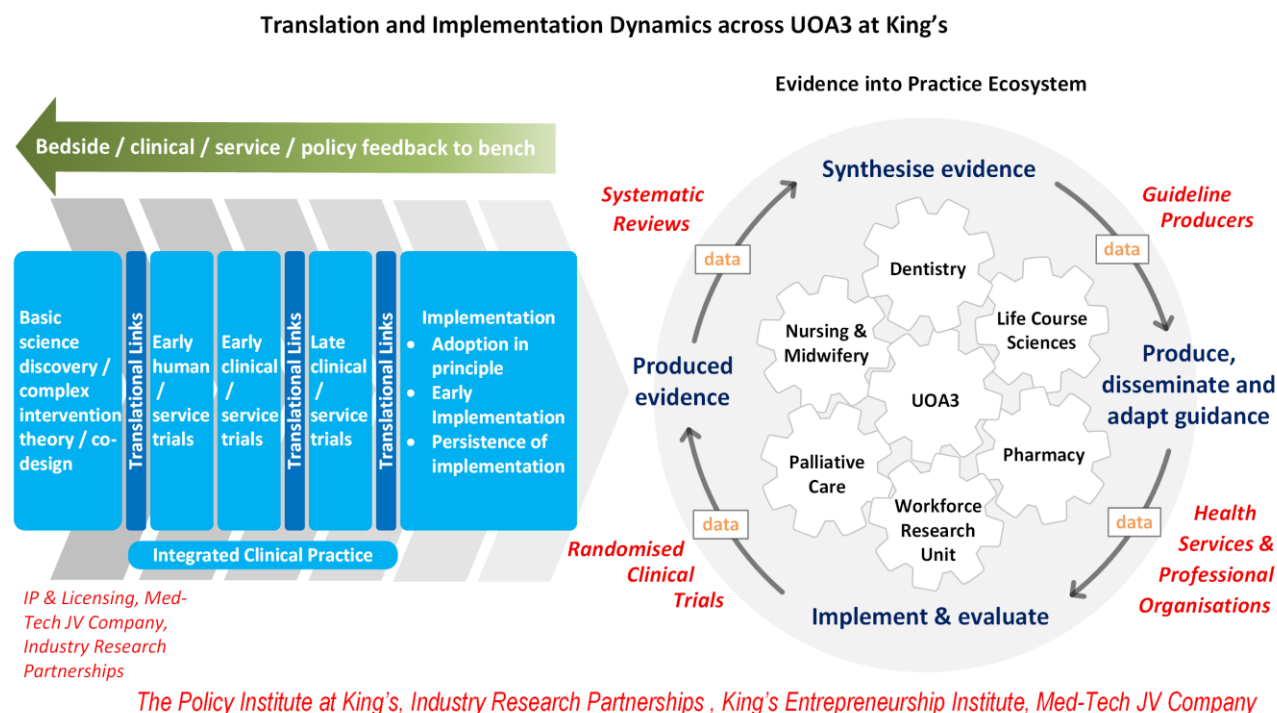 Translation and Implementation Dynamics across UOA3 at King's
Bedside / clinical / service / policy feedback to bench
Basic
science
discovery /
complex
intervention
theory / co-
design
Translational Links
Early
human
/
service
trials
Early
clinical
/
service
trials
Translational Links
Late
clinical
/
service
trials
Translational Links
Implementation
• Adoption in
principle
• Early
Implementation
• Persistence of
implementation
Integrated Clinical Practice
IP & Licensing, Med-
Tech JV Company,
Industry Research
Partnerships
Evidence into Practice Ecosystem
Synthesise evidence
Systematic
Reviews
data
Guideline
Producers
data
Produced
evidence
Produce,
disseminate and
adapt guidance
Dentistry
Nursing &
Midwifery
Life Course
Sciences
UOA3
Palliative
Care
Pharmacy
Workforce
Research
Unit
data
Randomised
Clinical
Trials
data
Health
Services &
Professional
Organisations
Implement & evaluate
The Policy Institute at King's, Industry Research Partnerships , King's Entrepreneurship Institute, Med-Tech JV Company